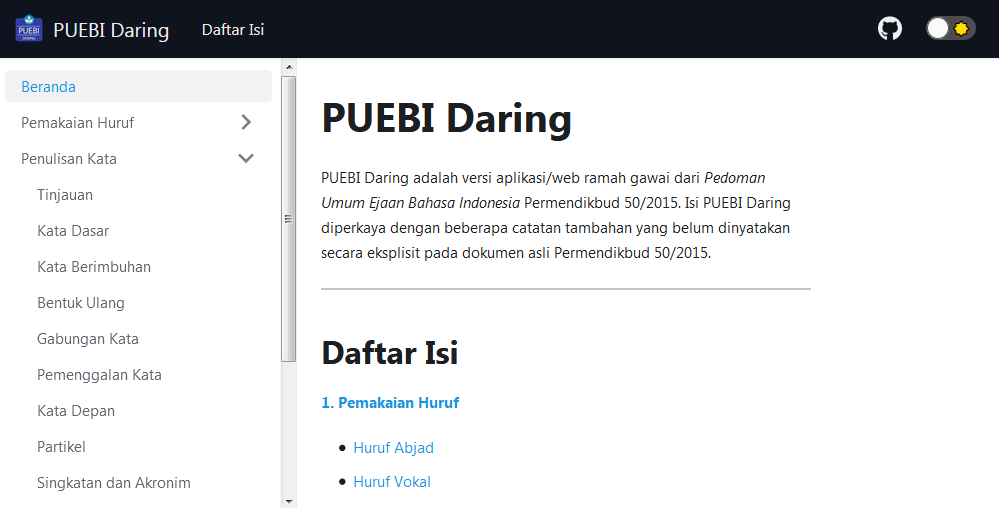 PUEBI
DARING
PUEBI Daring
Daftar Isi
Beranda
Pemakaian Huruf
Penulisan Kata
Tinjauan
Kata Dasar
Kata Berimbuhan
Bentuk Ulang
Gabungan Kata
Pemenggalan Kata
Kata Depan
Partikel
Singkatan dan Akronim
PUEBI Daring
PUEBI Daring adalah versi aplikasi/web ramah gawai dari Pedoman
Umum Ejaan Bahasa Indonesia Permendikbud 50/2015. Isi PUEBI Daring
diperkaya dengan beberapa catatan tambahan yang belum dinyatakan
secara eksplisit pada dokumen asli Permendikbud 50/2015.
Daftar Isi
1. Pemakaian Huruf
Huruf Abjad
Huruf Vokal